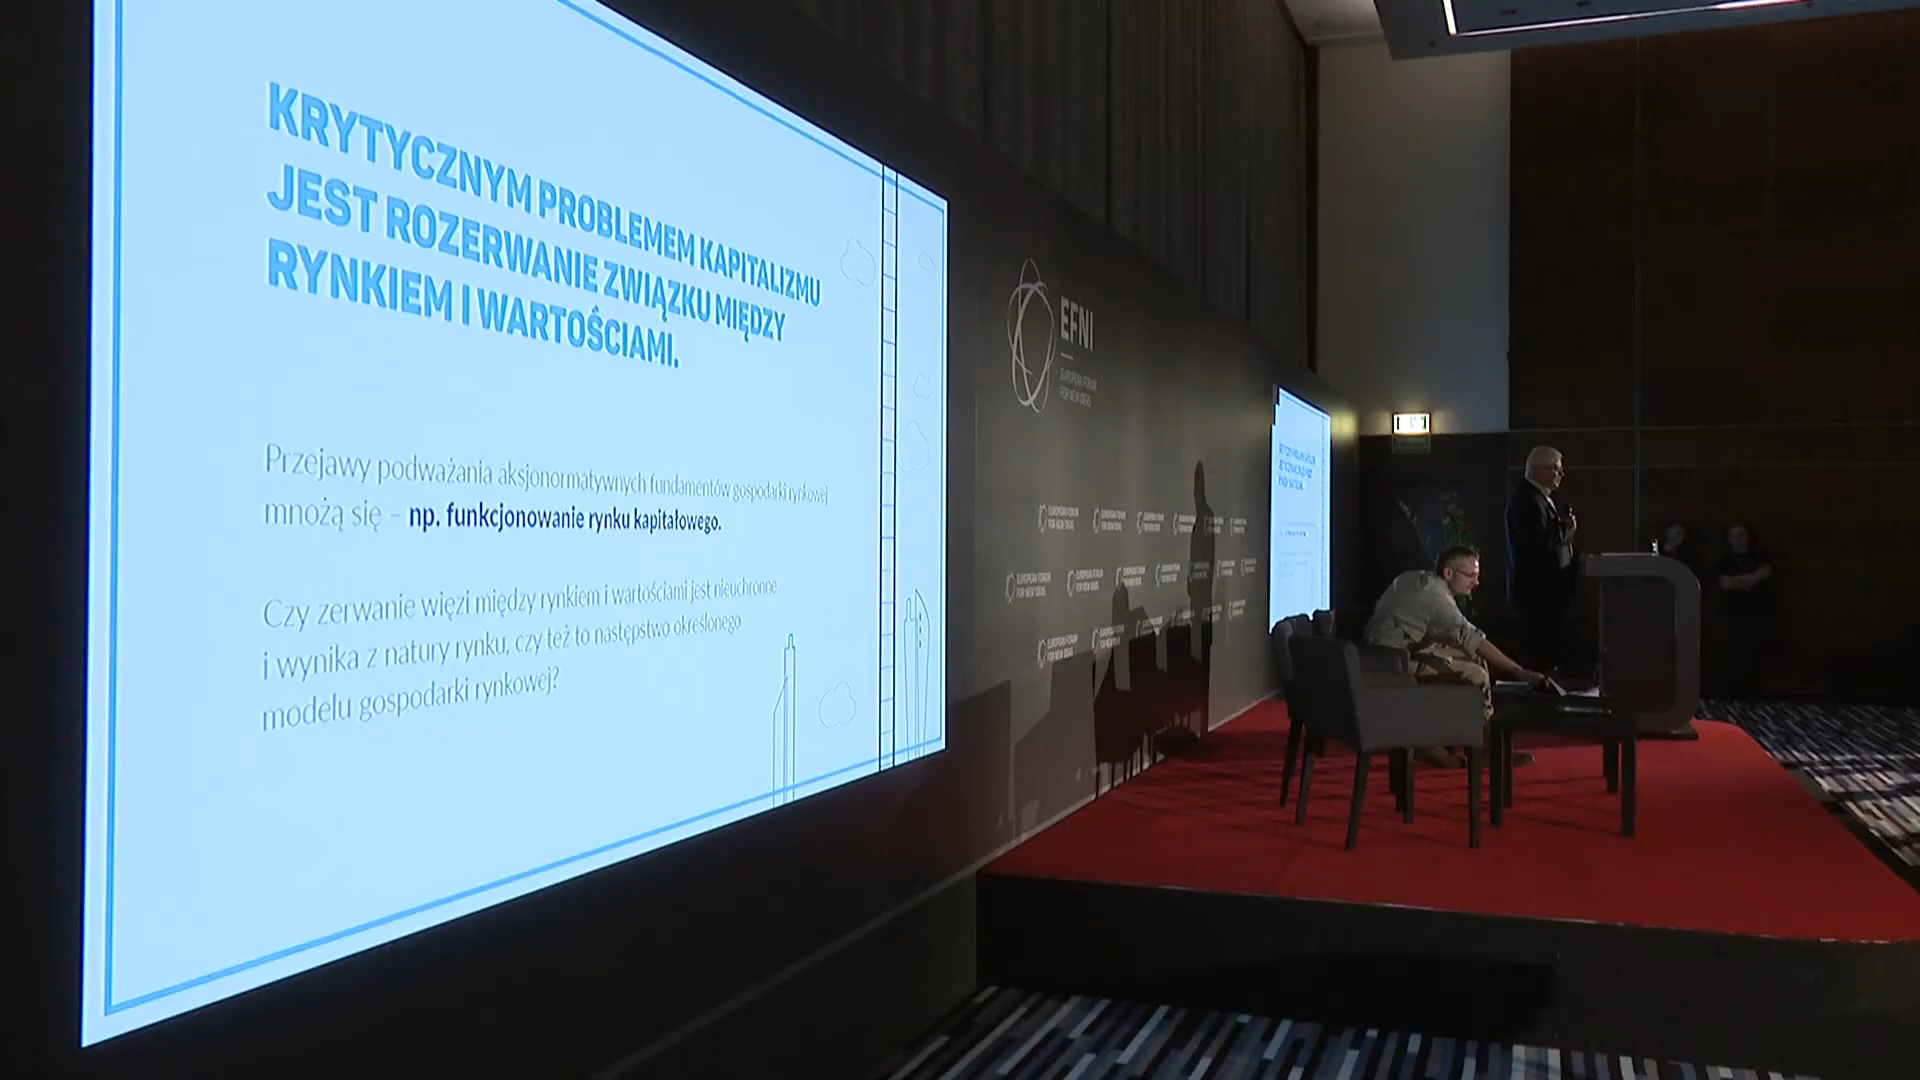 KRYTYCZNYM PROBLEMEM KAPITALIZMU
JEST ROZERWANIE ZWIĄZKU MIĘDZY
RYNKIEM I WARTOŚCIAMI.
Przejawy podważania aksjonormatywnych fundamentów gospodarki rynkowej
mnożą się – np. funkcjonowanie rynku kapitałowego.
Czy zerwanie więzi między rynkiem i wartościami jest nieuchronne
i wynika z natury rynku, czy też to następstwo określonego
modelu gospodarki rynkowej?
EFNI
EUROPEAN FORUM
FOR NEW IDEAS